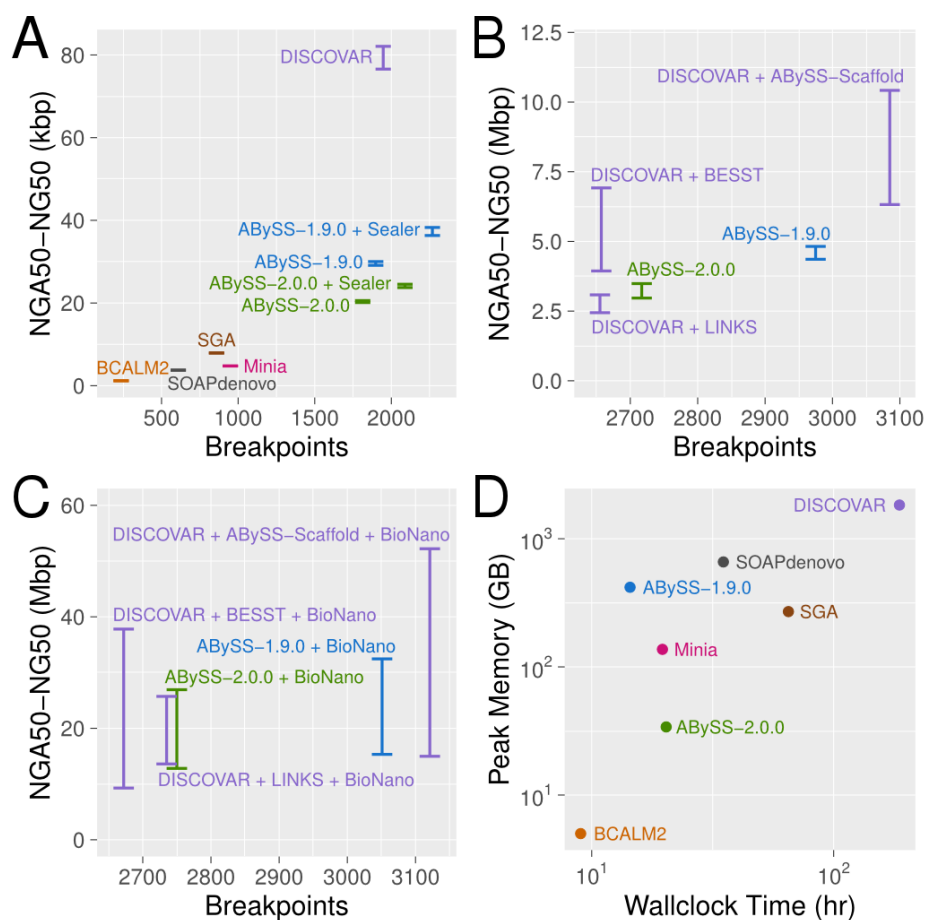 A
NGA50−NG50 (kbp)
80
60
40
20
0
DISCOVAR
ABySS−1.9.0 + Sealer
ABySS−1.9.0
ABySS−2.0.0 + Sealer
ABySS−2.0.0
SGA
BCALM2
Minia
SOAPdenovo
500 1000 1500 2000
Breakpoints
B
NGA50−NG50 (Mbp)
12.5
10.0
7.5
5.0
2.5
0.0
DISCOVAR + ABySS−Scaffold
DISCOVAR + BESST
ABySS−1.9.0
ABySS−2.0.0
DISCOVAR + LINKS
2700 2800 2900 3000 3100
Breakpoints
C
NGA50−NG50 (Mbp)
60
40
20
0
DISCOVAR + ABySS−Scaffold + BioNano
DISCOVAR + BESST + BioNano
ABySS−1.9.0 + BioNano
ABySS−2.0.0 + BioNano
DISCOVAR + LINKS + BioNano
2700 2800 2900 3000 3100
Breakpoints
D
Peak Memory (GB)
10³
10²
10¹
DISCOVAR
SOAPdenovo
ABySS−1.9.0
SGA
Minia
ABySS−2.0.0
BCALM2
10¹ 10²
Wallclock Time (hr)